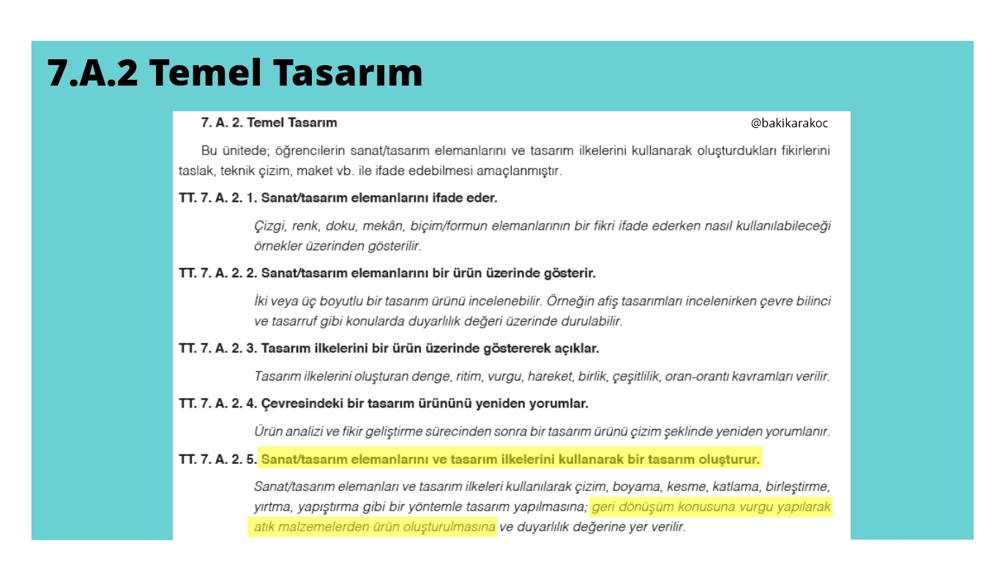 7.A.2 Temel Tasarım
7. A. 2. Temel Tasarım
@bakikarakoc
Bu ünitede; öğrencilerin sanat/tasarım elemanlarını ve tasarım ilkelerini kullanarak oluşturdukları fikirlerini
taslak, teknik çizim, maket vb. ile ifade edebilmesi amaçlanmıştır.
TT. 7. A. 2. 1. Sanat/tasarım elemanlarını ifade eder.
Çizgi, renk, doku, mekân, biçim/formun elemanlarının bir fikri ifade ederken nasıl kullanılabileceği
örnekler üzerinden gösterilir.
TT. 7. A. 2. 2. Sanat/tasarım elemanlarını bir ürün üzerinde gösterir.
İki veya üç boyutlu bir tasarım ürünü incelenebilir. Örneğin afiş tasarımları incelenirken çevre bilinci
ve tasarruf gibi konularda duyarlılık değeri üzerinde durulabilir.
TT. 7. A. 2. 3. Tasarım ilkelerini bir ürün üzerinde göstererek açıklar.
Tasarım ilkelerini oluşturan denge, ritim, vurgu, hareket, birlik, çeşitlilik, oran-orantı kavramları verilir.
TT. 7. A. 2. 4. Çevresindeki bir tasarım ürününü yeniden yorumlar.
Ürün analizi ve fikir geliştirme sürecinden sonra bir tasarım ürünü çizim şeklinde yeniden yorumlanır.
TT. 7. A. 2. 5. Sanat/tasarım elemanlarını ve tasarım ilkelerini kullanarak bir tasarım oluşturur.
Sanat/tasarım elemanları ve tasarım ilkeleri kullanılarak çizim, boyama, kesme, katlama, birleştirme,
yırtma, yapıştırma gibi bir yöntemle tasarım yapılmasına; geri dönüşüm konusuna vurgu yapılarak
atık malzemelerden ürün oluşturulmasına ve duyarlılık değerine yer verilir.